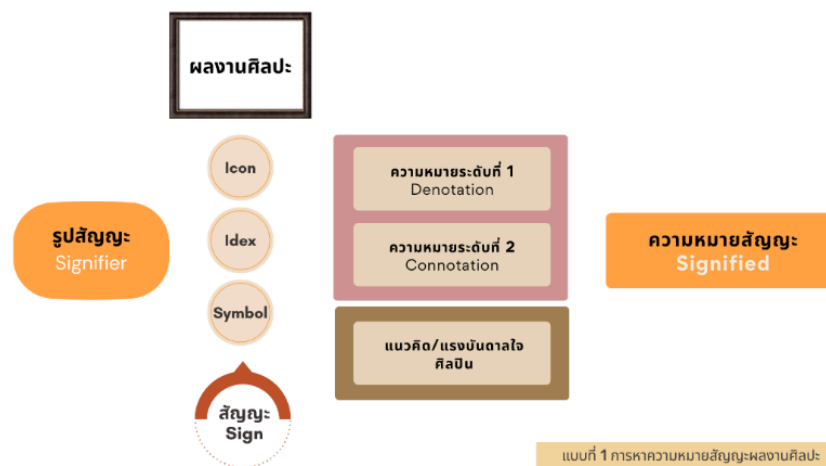 ผลงานศิลปะ
Icon
Idex
Symbol
สัญญะ
Sign
รูปสัญญะ
Signifier
ความหมายระดับที่ 1
Denotation
ความหมายระดับที่ 2
Connotation
แนวคิด/แรงบันดาลใจ
ศิลปิน
ความหมายสัญญะ
Signified
แบบที่ 1 การหาความหมายสัญญะผลงานศิลปะ